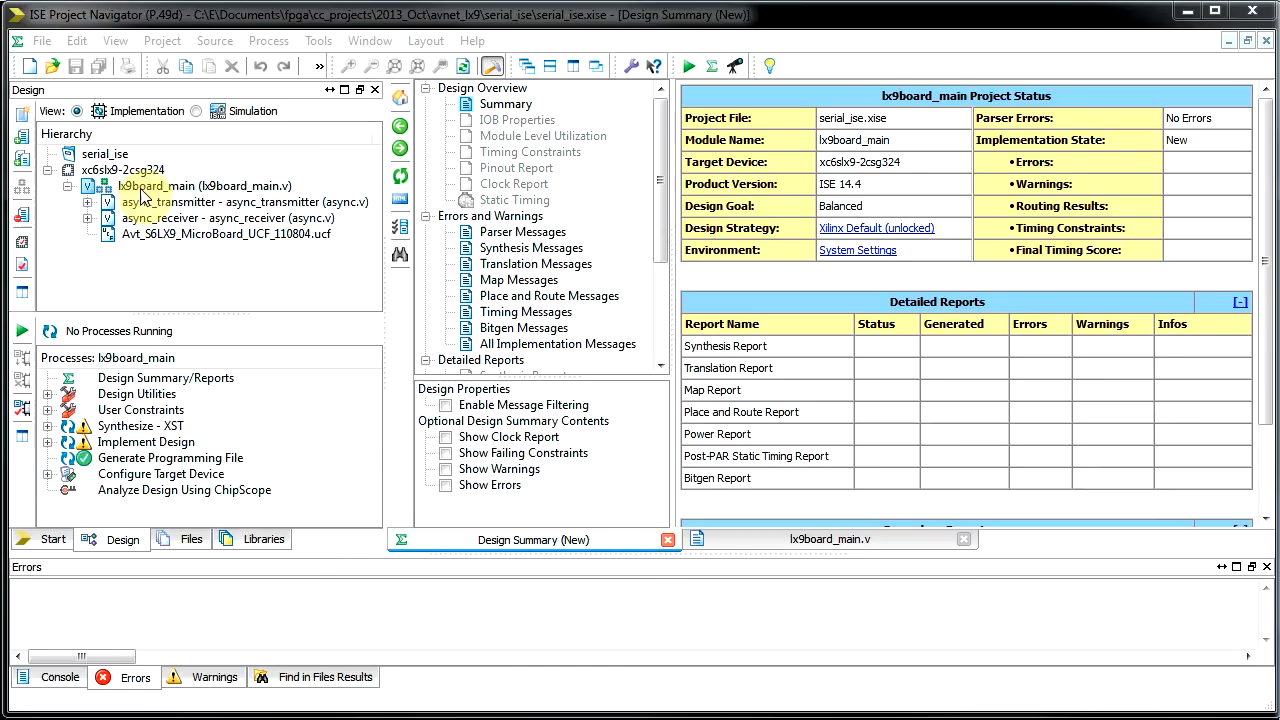 ISE Project Navigator (P.49d) - C:\E\Documents\fpga\cc_projects\2013_Oct\avnet_lx9\serial_ise\serial_ise.xise - [Design Summary (New)]
File Edit View Project Source Process Tools Window Layout Help
Design
View: Implementation Simulation
Hierarchy
serial_ise
xc6slx9-2csg324
lx9board_main (lx9board_main.v)
async_transmitter - async_transmitter (async.v)
async_receiver - async_receiver (async.v)
Avt_S6LX9_MicroBoard_UCF_110804.ucf
No Processes Running
Processes: lx9board_main
Design Summary/Reports
Design Utilities
User Constraints
Synthesize - XST
Implement Design
Generate Programming File
Configure Target Device
Analyze Design Using ChipScope
Start Design Files Libraries
Design Overview
Summary
IOB Properties
Module Level Utilization
Timing Constraints
Pinout Report
Clock Report
Static Timing
Errors and Warnings
Parser Messages
Synthesis Messages
Translation Messages
Map Messages
Place and Route Messages
Timing Messages
Bitgen Messages
All Implementation Messages
Detailed Reports
Design Properties
Enable Message Filtering
Optional Design Summary Contents
Show Clock Report
Show Failing Constraints
Show Warnings
Show Errors
lx9board_main Project Status
Project File: serial_ise.xise Parser Errors: No Errors
Module Name: lx9board_main Implementation State: New
Target Device: xc6slx9-2csg324 •Errors:
Product Version: ISE 14.4 •Warnings:
Design Goal: Balanced •Routing Results:
Design Strategy: Xilinx Default (unlocked) •Timing Constraints:
Environment: System Settings •Final Timing Score:
Detailed Reports [-]
Report Name Status Generated Errors Warnings Infos
Synthesis Report
Translation Report
Map Report
Place and Route Report
Power Report
Post-PAR Static Timing Report
Bitgen Report
Design Summary (New) lx9board_main.v
Errors
Console Errors Warnings Find in Files Results